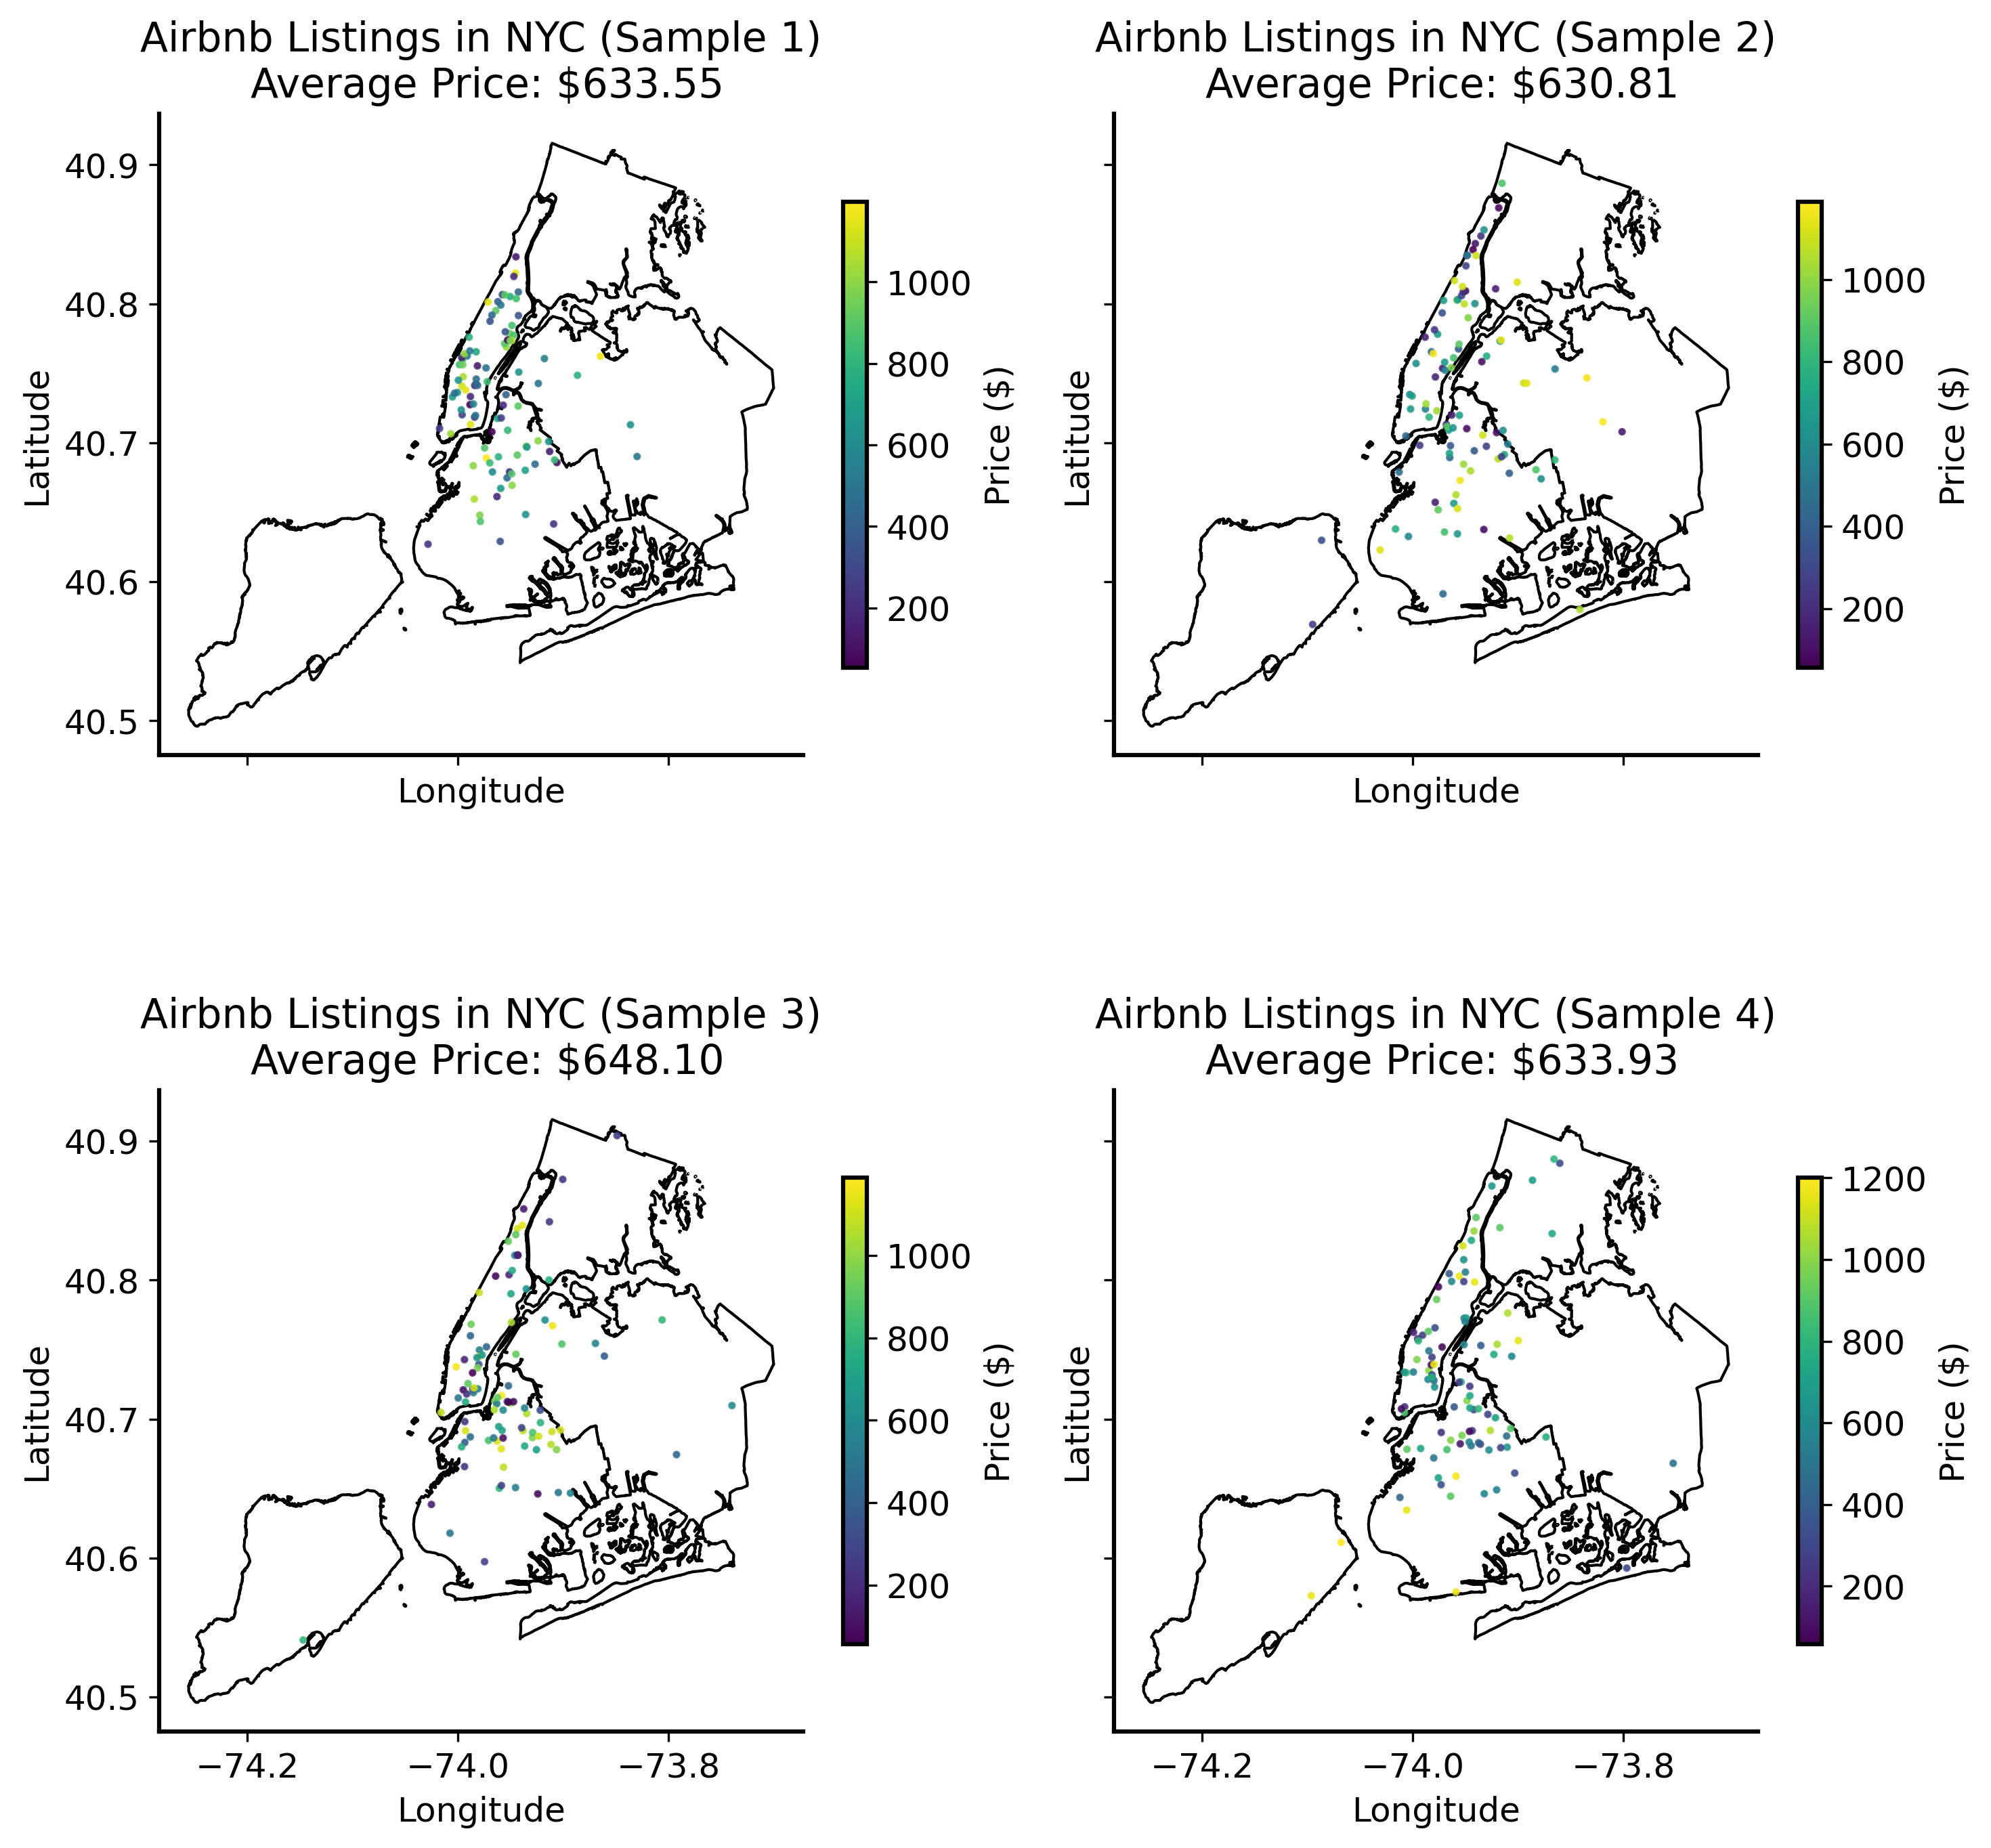 Airbnb Listings in NYC (Sample 1)
Average Price: $633.55
40.9
40.8
40.7
40.6
40.5
Latitude
Longitude
1000
800
600
400
200
Price ($)
Airbnb Listings in NYC (Sample 2)
Average Price: $630.81
Latitude
Longitude
1000
800
600
400
200
Price ($)
Airbnb Listings in NYC (Sample 3)
Average Price: $648.10
40.9
40.8
40.7
40.6
40.5
Latitude
−74.2
−74.0
−73.8
Longitude
1000
800
600
400
200
Price ($)
Airbnb Listings in NYC (Sample 4)
Average Price: $633.93
Latitude
−74.2
−74.0
−73.8
Longitude
1200
1000
800
600
400
200
Price ($)